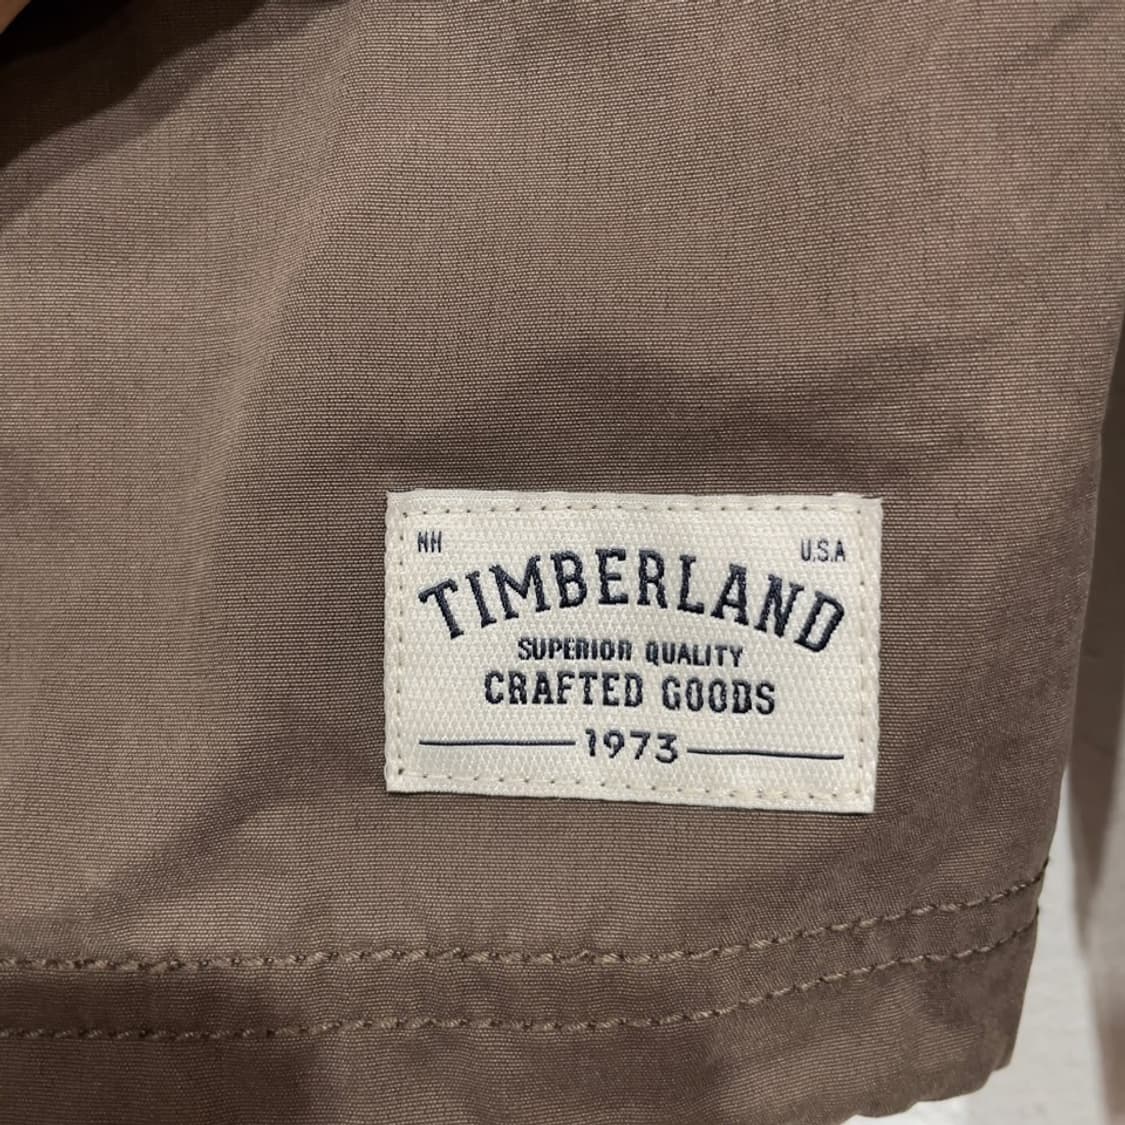 NH U.S.A
TIMBERLAND
SUPERIOR QUALITY
CRAFTED GOODS
1973